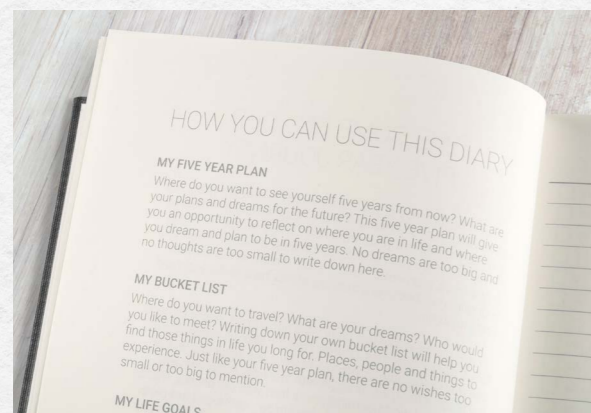 HOW YOU CAN USE THIS DIARY
MY FIVE YEAR PLAN
Where do you want to see yourself five years from now? What are
your plans and dreams for the future? This five year plan will give
you an opportunity to reflect on where you are in life and where
you dream and plan to be in five years. No dreams are too big and
no thoughts are too small to write down here.
MY BUCKET LIST
Where do you want to travel? What are your dreams? Who would
you like to meet? Writing down your own bucket list will help you
find those things in life you long for. Places, people and things to
experience. Just like your five year plan, there are no wishes too
small or too big to mention.
MY LIFE GOALS